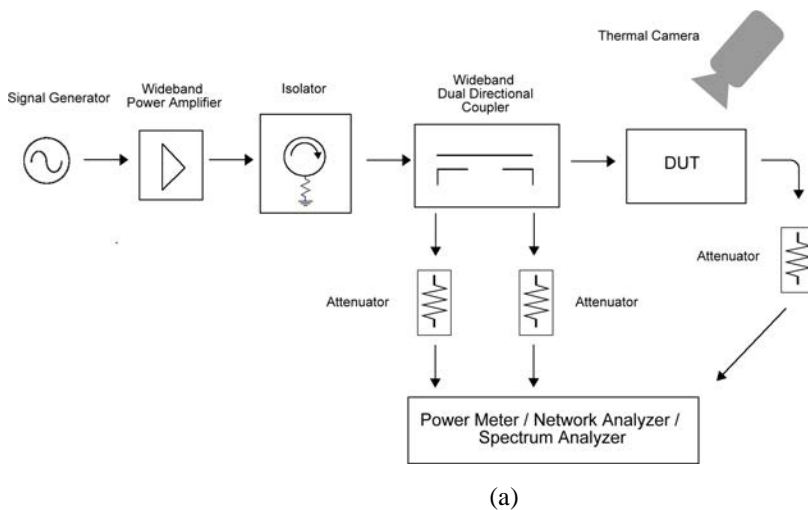 Thermal Camera
Wideband
Dual Directional
Coupler
Isolator
Wideband
Power Amplifier
Signal Generator
DUT
Attenuator
Attenuator
Attenuator
Power Meter / Network Analyzer /
Spectrum Analyzer
(a)